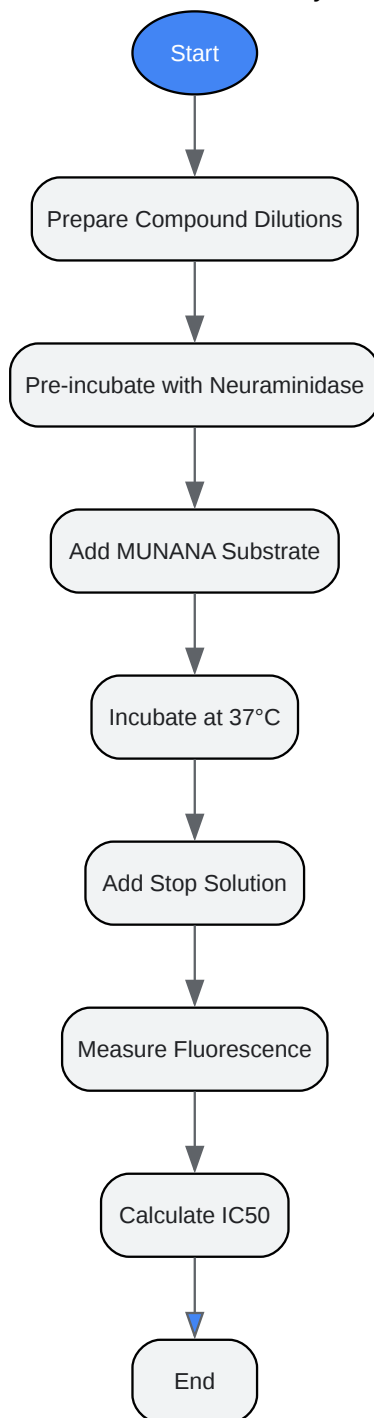 Start
Prepare Compound Dilutions
Pre-incubate with Neuraminidase
Add MUNANA Substrate
Incubate at 37°C
Add Stop Solution
Measure Fluorescence
Calculate IC50
End